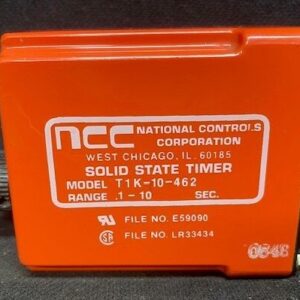 ncc NATIONAL CONTROLS
CORPORATION
WEST CHICAGO, IL. 60185
SOLID STATE TIMER
MODEL T1K-10-462
RANGE .1 - 10 SEC.
FILE NO. E59090
FILE NO. LR33434